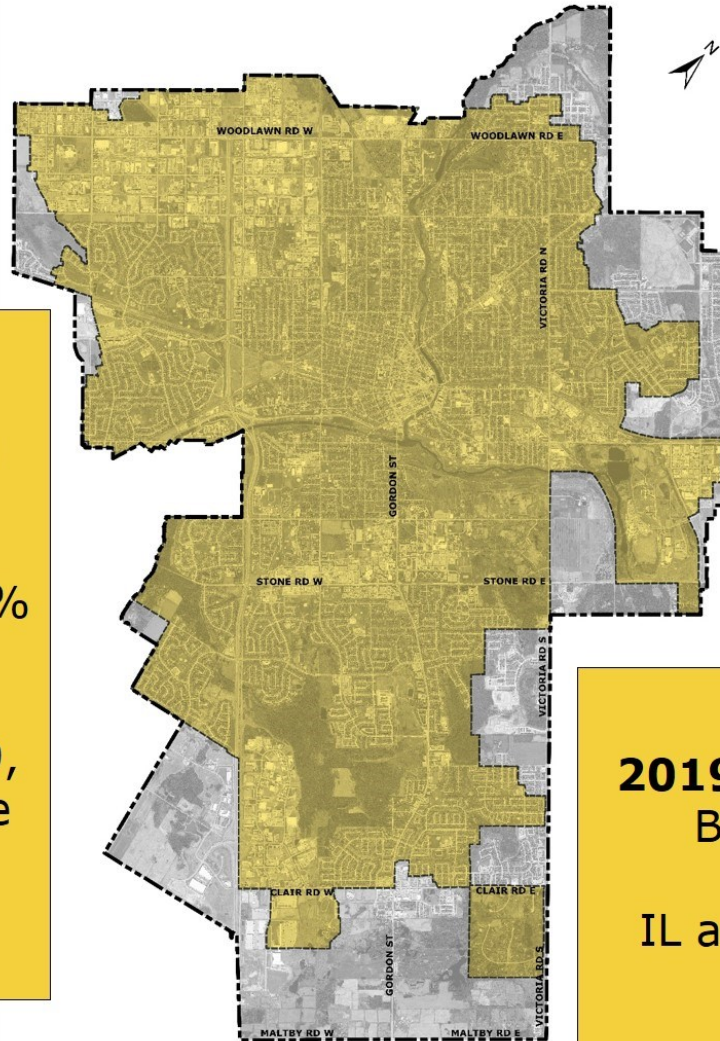 N
WOODLAWN RD W
WOODLAWN RD E
VICTORIA RD N
GORDON ST
%
STONE RD W
STONE RD E
VICTORIA RD S
),
e
2019
B
IL a
CLAIR RD W
CLAIR RD E
GORDON ST
VICTORIA RD S
MALTBY RD W
MALTBY RD E